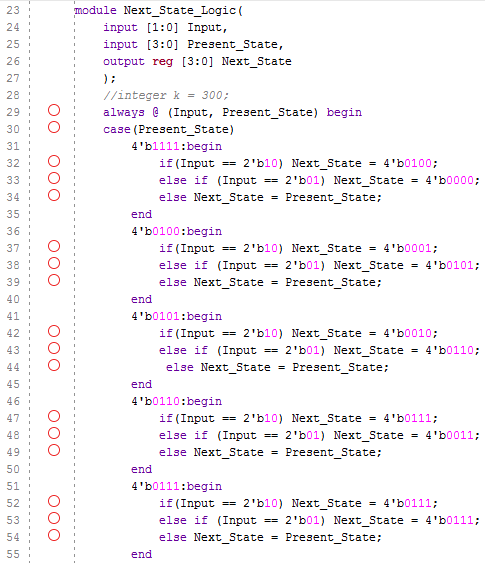 23 module Next_State_Logic(
24 input [1:0] Input,
25 input [3:0] Present_State,
26 output reg [3:0] Next_State
27 );
28 //integer k = 300;
29 always @ (Input, Present_State) begin
30 case(Present_State)
31 4'b1111:begin
32 if(Input == 2'b10) Next_State = 4'b0100;
33 else if (Input == 2'b01) Next_State = 4'b0000;
34 else Next_State = Present_State;
35 end
36 4'b0100:begin
37 if(Input == 2'b10) Next_State = 4'b0001;
38 else if (Input == 2'b01) Next_State = 4'b0101;
39 else Next_State = Present_State;
40 end
41 4'b0101:begin
42 if(Input == 2'b10) Next_State = 4'b0010;
43 else if (Input == 2'b01) Next_State = 4'b0110;
44 else Next_State = Present_State;
45 end
46 4'b0110:begin
47 if(Input == 2'b10) Next_State = 4'b0111;
48 else if (Input == 2'b01) Next_State = 4'b0011;
49 else Next_State = Present_State;
50 end
51 4'b0111:begin
52 if(Input == 2'b10) Next_State = 4'b0111;
53 else if (Input == 2'b01) Next_State = 4'b0111;
54 else Next_State = Present_State;
55 end